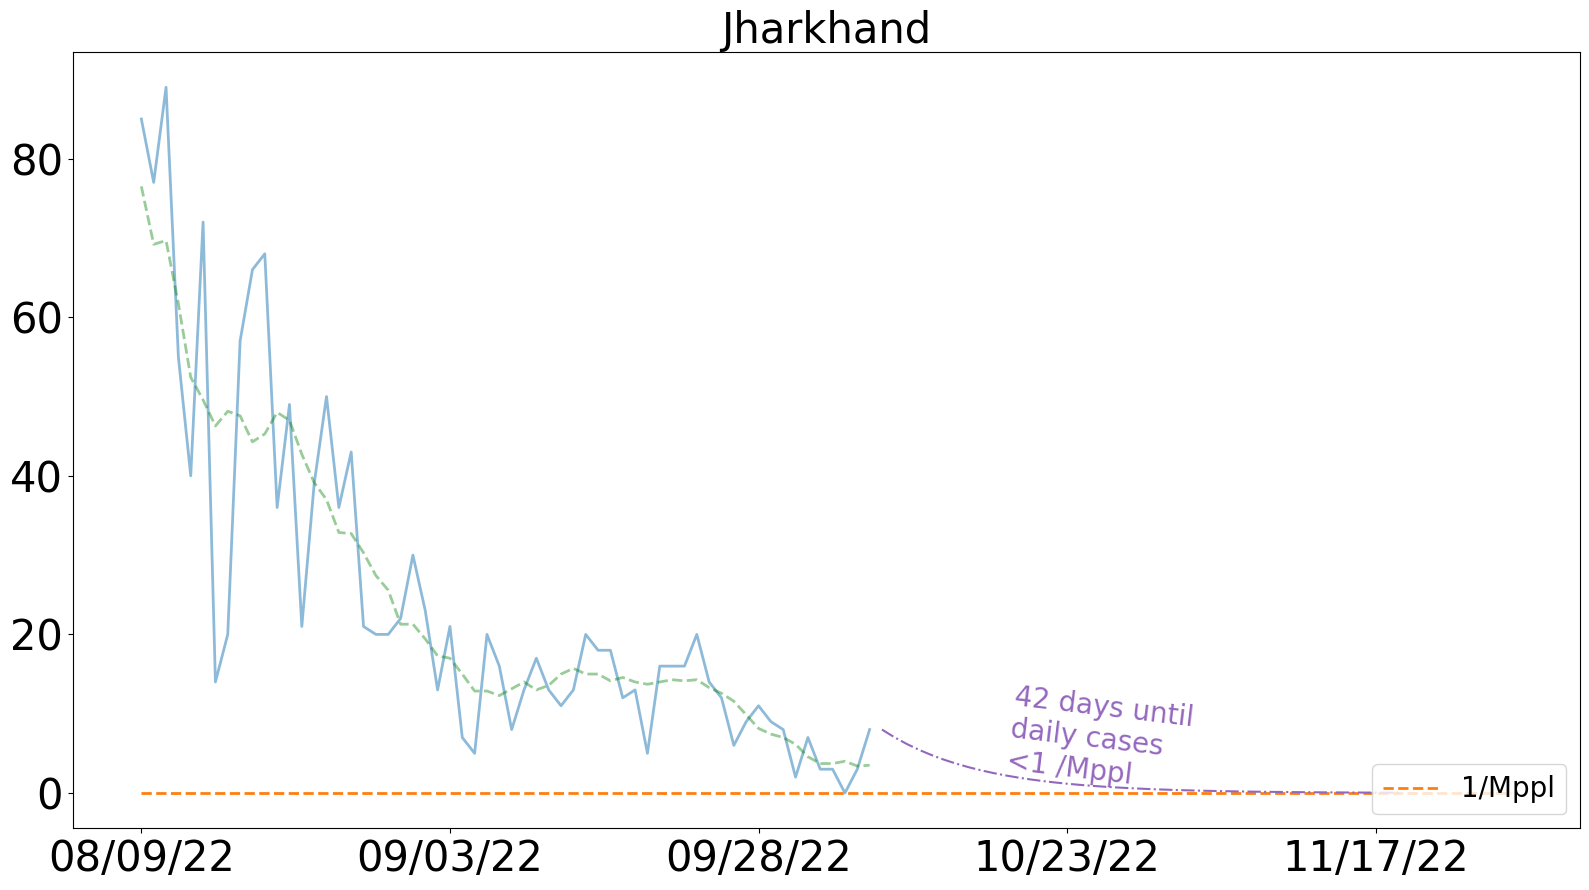 Jharkhand
80
60
40
20
0
42 days until
daily cases
<1 /Mppl
1/Mppl
08/09/22 09/03/22 09/28/22 10/23/22 11/17/22